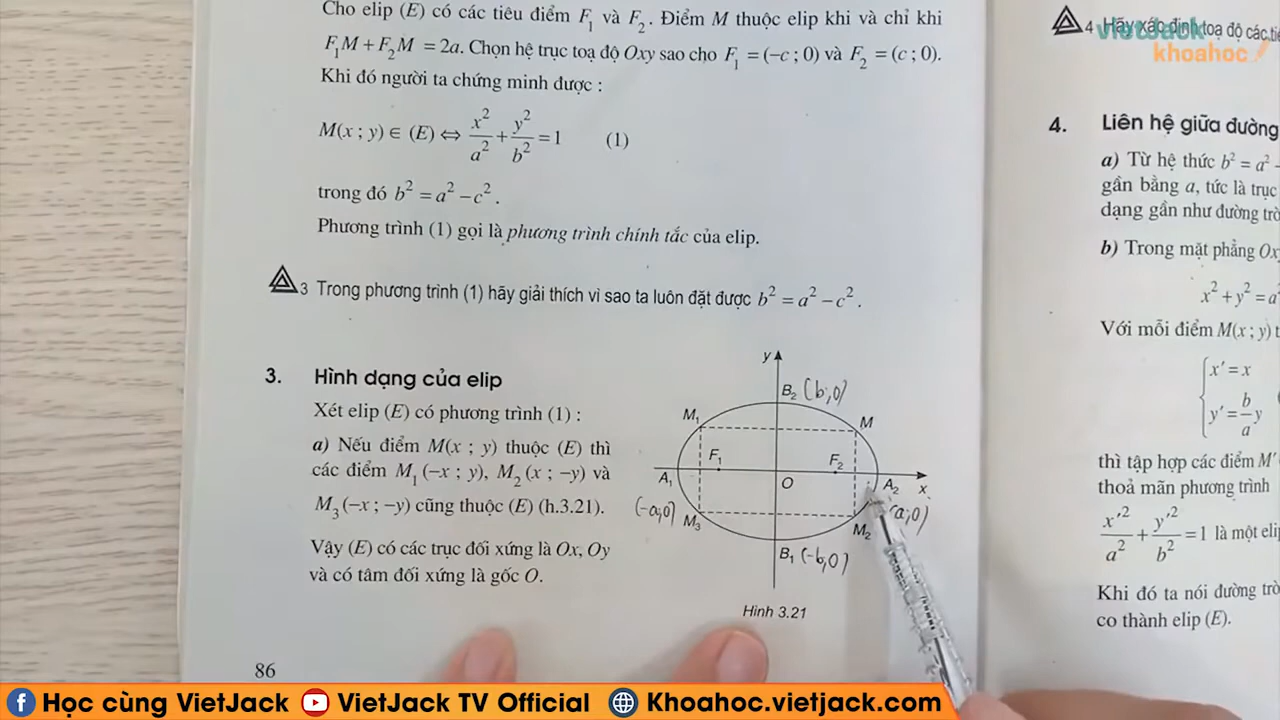 Cho elip (E) có các tiêu điểm F₁ và F₂. Điểm M thuộc elip khi và chỉ khi
F₁M + F₂M = 2a. Chọn hệ trục toạ độ Oxy sao cho F₁ = (−c ; 0) và F₂ = (c ; 0).
Khi đó người ta chứng minh được :
M(x ; y) ∈ (E) ⇔ x²/a² + y²/b² = 1 (1)
trong đó b² = a² − c².
Phương trình (1) gọi là phương trình chính tắc của elip.
3 Trong phương trình (1) hãy giải thích vì sao ta luôn đặt được b² = a² − c².
3. Hình dạng của elip
Xét elip (E) có phương trình (1) :
a) Nếu điểm M(x ; y) thuộc (E) thì
các điểm M₁(−x ; y), M₂(x ; −y) và
M₃(−x ; −y) cũng thuộc (E) (h.3.21).
Vậy (E) có các trục đối xứng là Ox, Oy
và có tâm đối xứng là gốc O.
y
B₂ (b;0)
M₁
M
F₁
F₂
A₁
O
A₂
x
(-a;0)
M₃
M₂
(a;0)
B₁ (-b,0)
Hình 3.21
86
4 Hãy xác định toạ độ các
vietJack
khoahoc
4. Liên hệ giữa đường
a) Từ hệ thức b² = a² −
gần bằng a, tức là trục
dạng gần như đường
b) Trong mặt phẳng
x² + y² =
Với mỗi điểm M(x ; y)
x′ = x
y′ = b/a y
thì tập hợp các điểm M′
thoả mãn phương trình
x′²/a² + y′²/b² = 1 là một
Khi đó ta nói đường
co thành elip (E).
Học cùng VietJack VietJack TV Official Khoahoc.vietjack.com